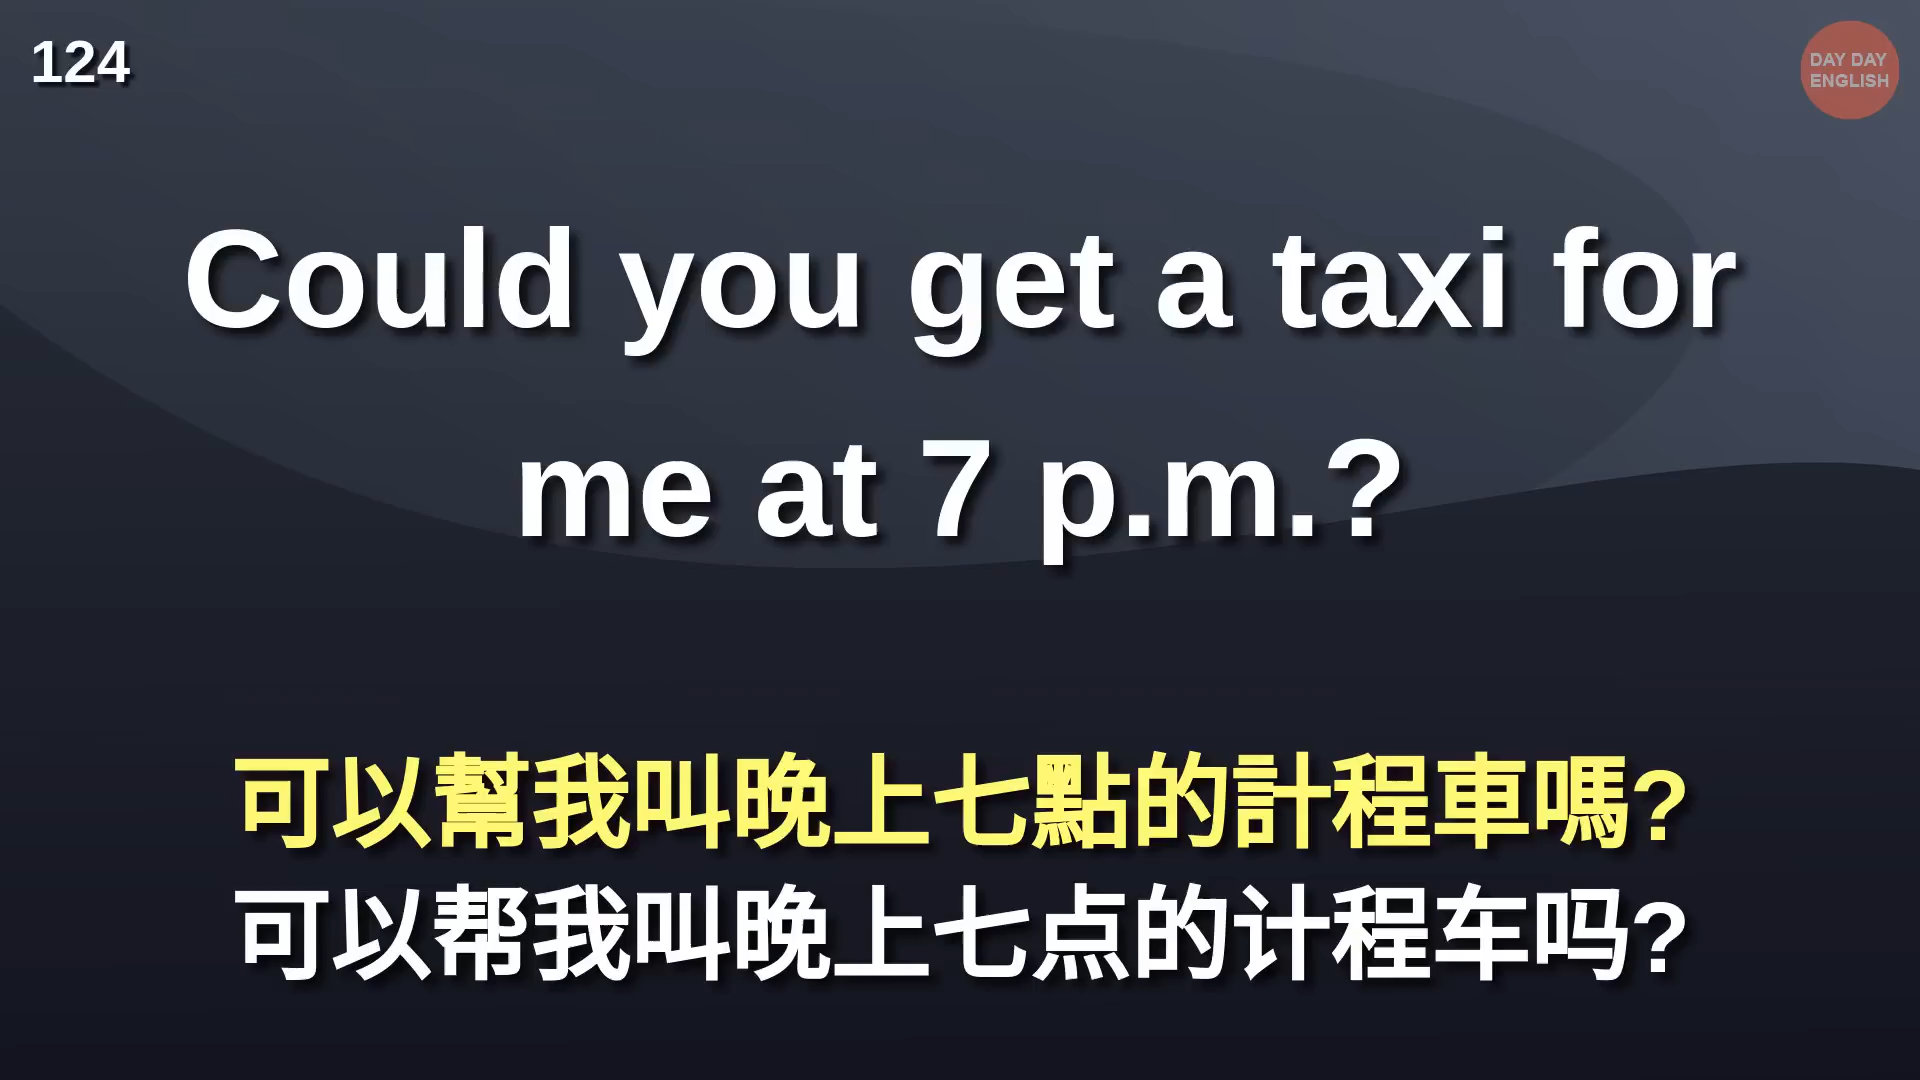 124
DAY DAY
ENGLISH
Could you get a taxi for
me at 7 p.m.?
可以幫我叫晚上七點的計程車嗎?
可以帮我叫晚上七点的计程车吗?